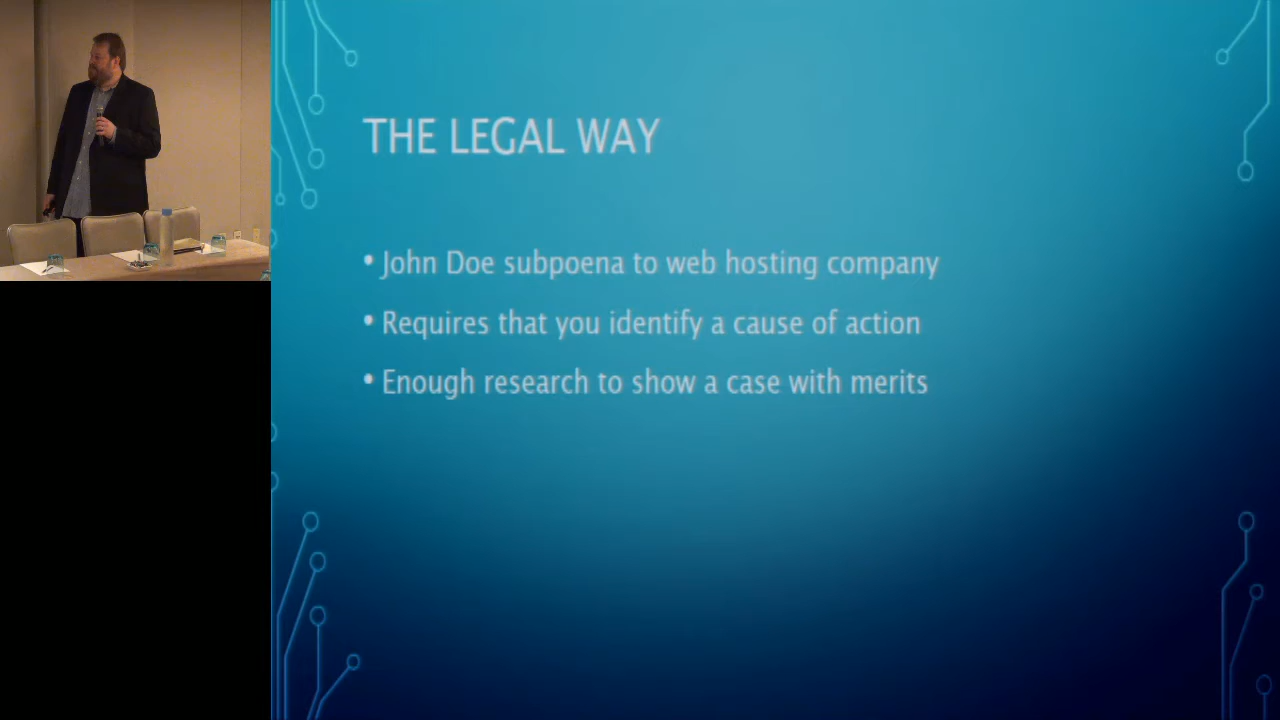 THE LEGAL WAY
• John Doe subpoena to web hosting company
• Requires that you identify a cause of action
• Enough research to show a case with merits